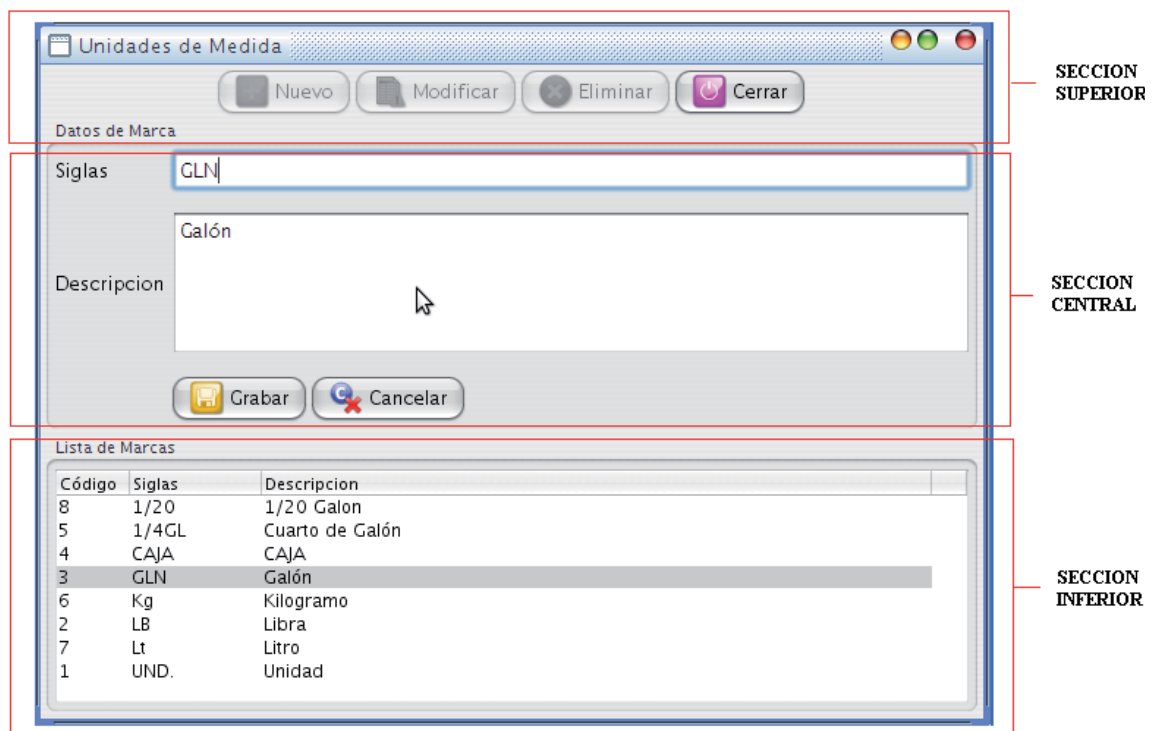 Unidades de Medida
Nuevo Modificar Eliminar Cerrar
SECCION
SUPERIOR
Datos de Marca
Siglas GLN
Galón
Descripcion
SECCION
CENTRAL
Grabar Cancelar
Lista de Marcas
Código Siglas Descripcion
8 1/20 1/20 Galon
5 1/4GL Cuarto de Galón
4 CAJA CAJA
3 GLN Galón
6 Kg Kilogramo
2 LB Libra
7 Lt Litro
1 UND. Unidad
SECCION
INFERIOR